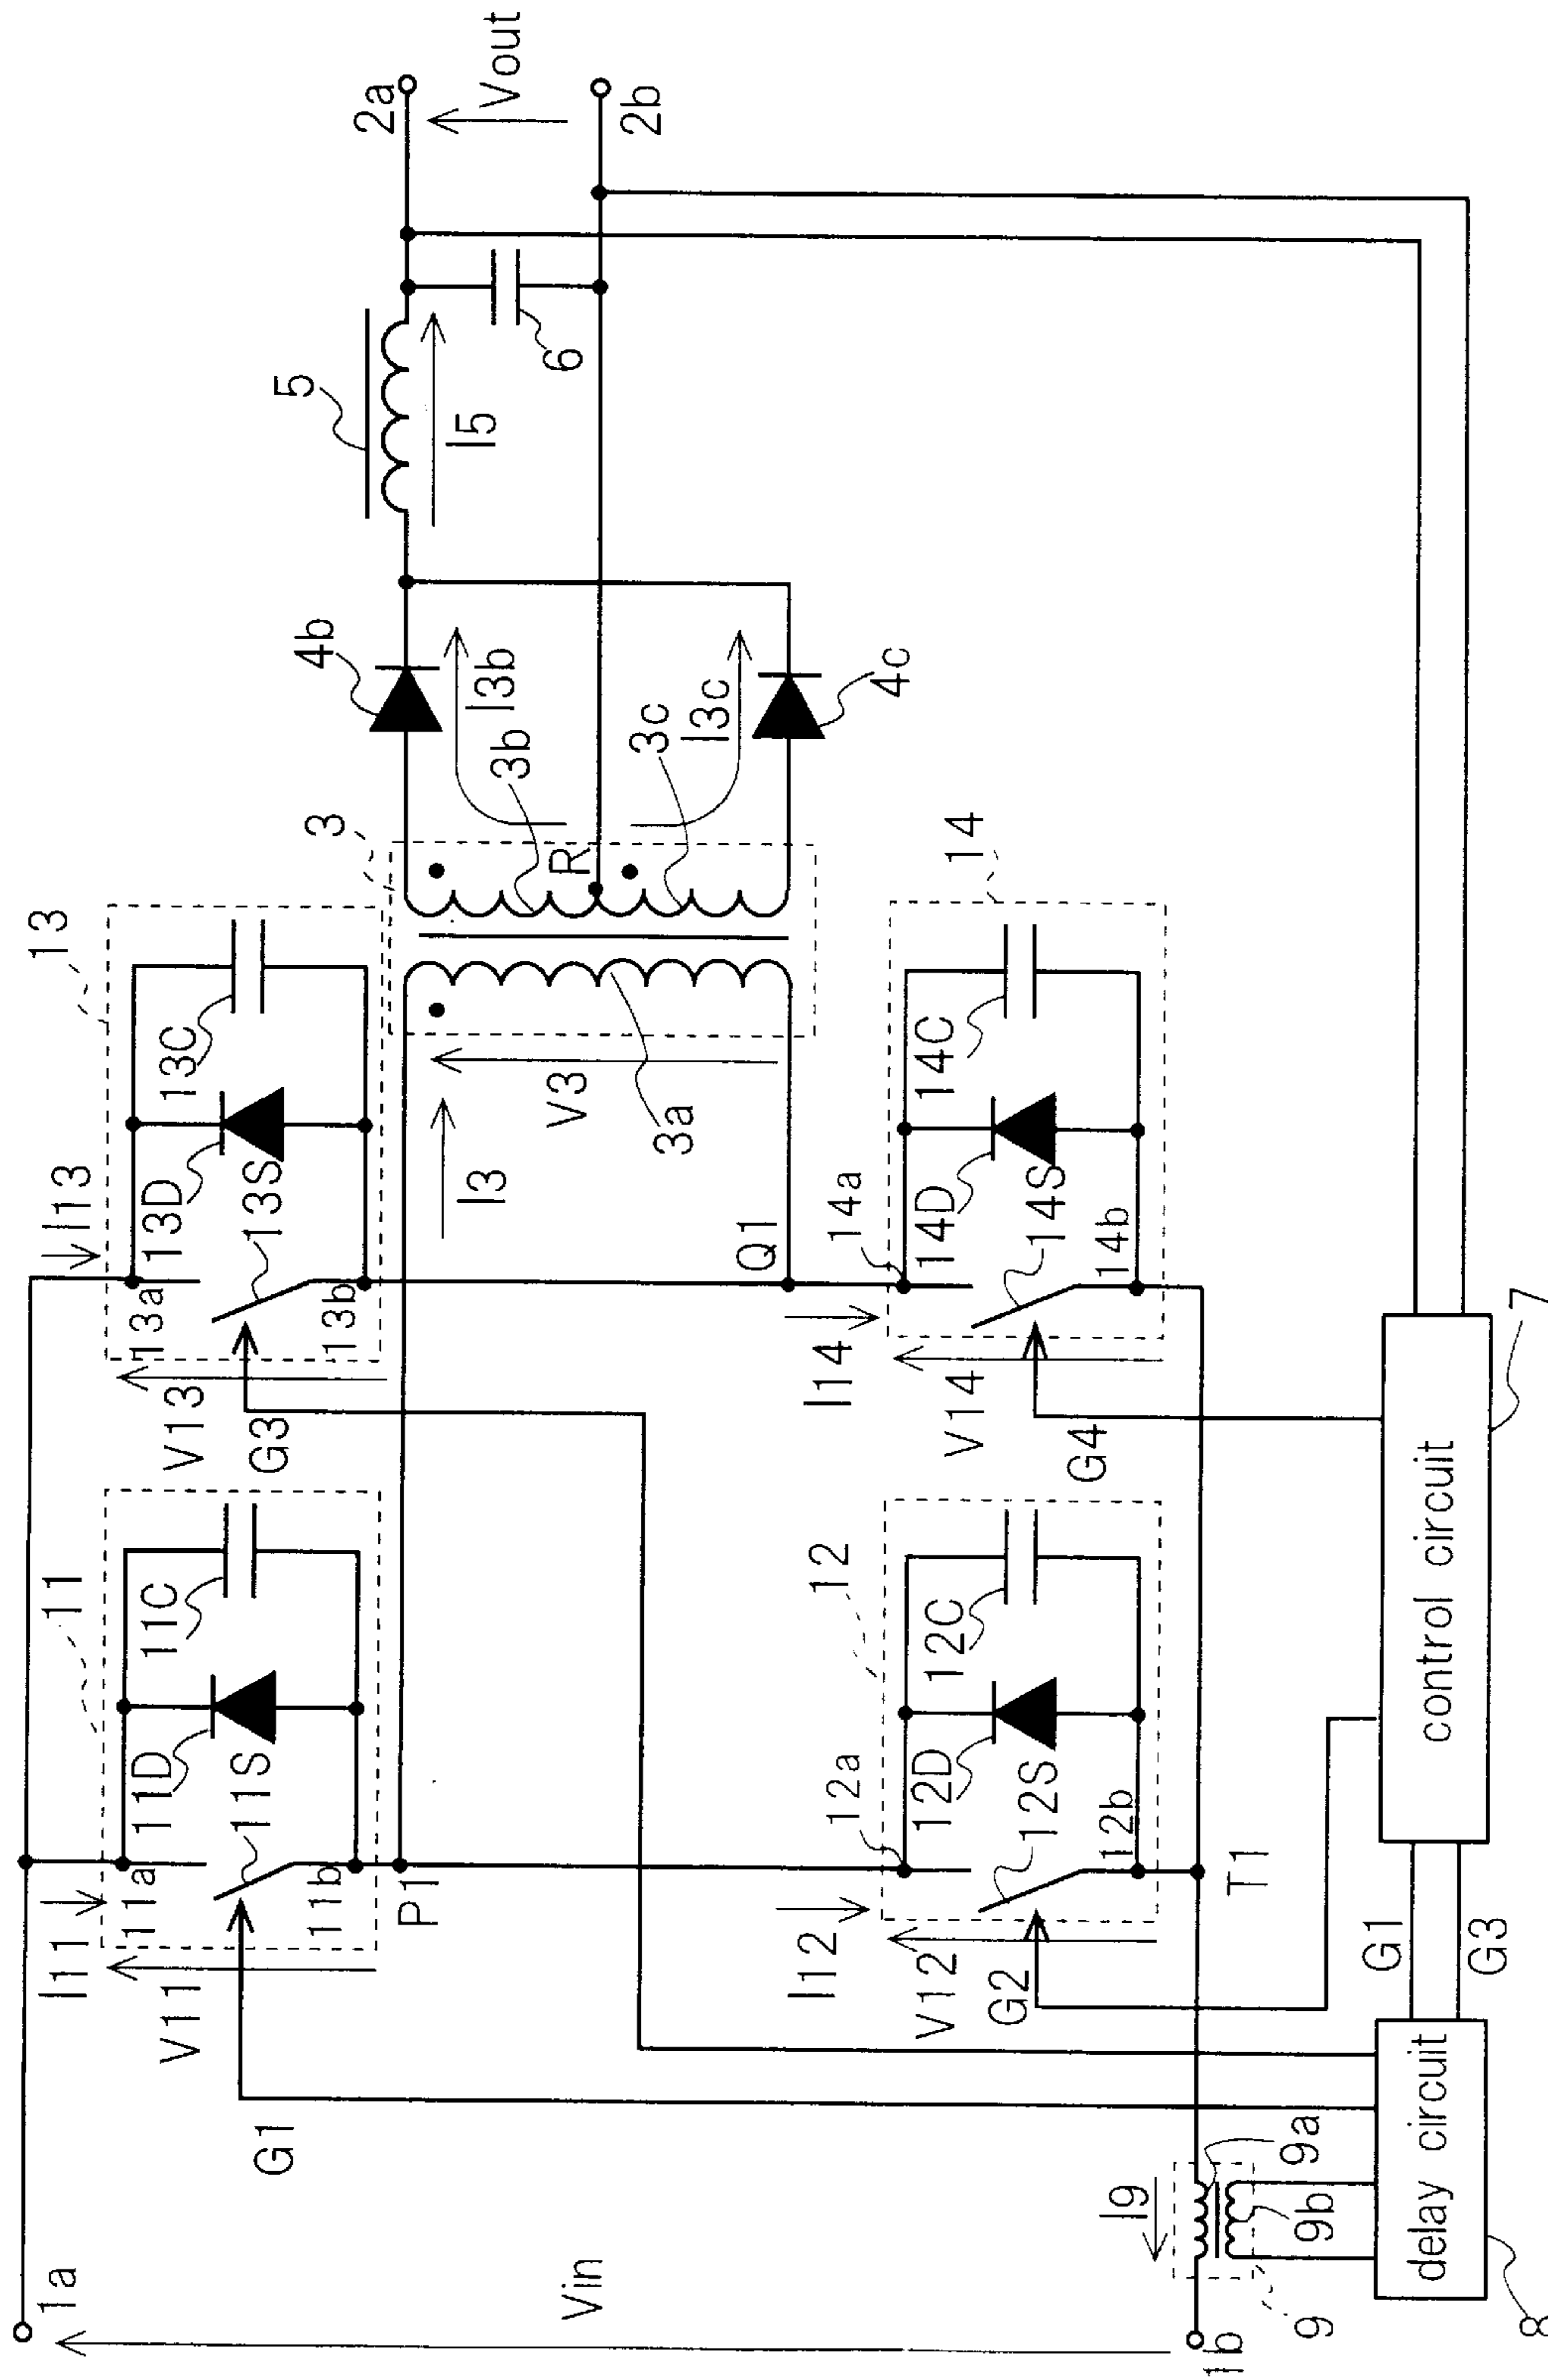 1a
Vin
1b
I11
11
11a
11D
11C
11S
11b
V11
G1
P1
I13
13
13a
13D
13C
13S
13b
V13
G3
I3
V3
3a
3
Q1
I12
12
12a
12D
12C
12S
12b
V12
G2
T1
I14
14
14a
14D
14C
14S
14b
V14
G4
R
3b
3c
I3b
I3c
4b
4c
5
I5
6
2a
Vout
2b
I9
9a
9b
9
delay circuit
8
G1
G3
control circuit
7